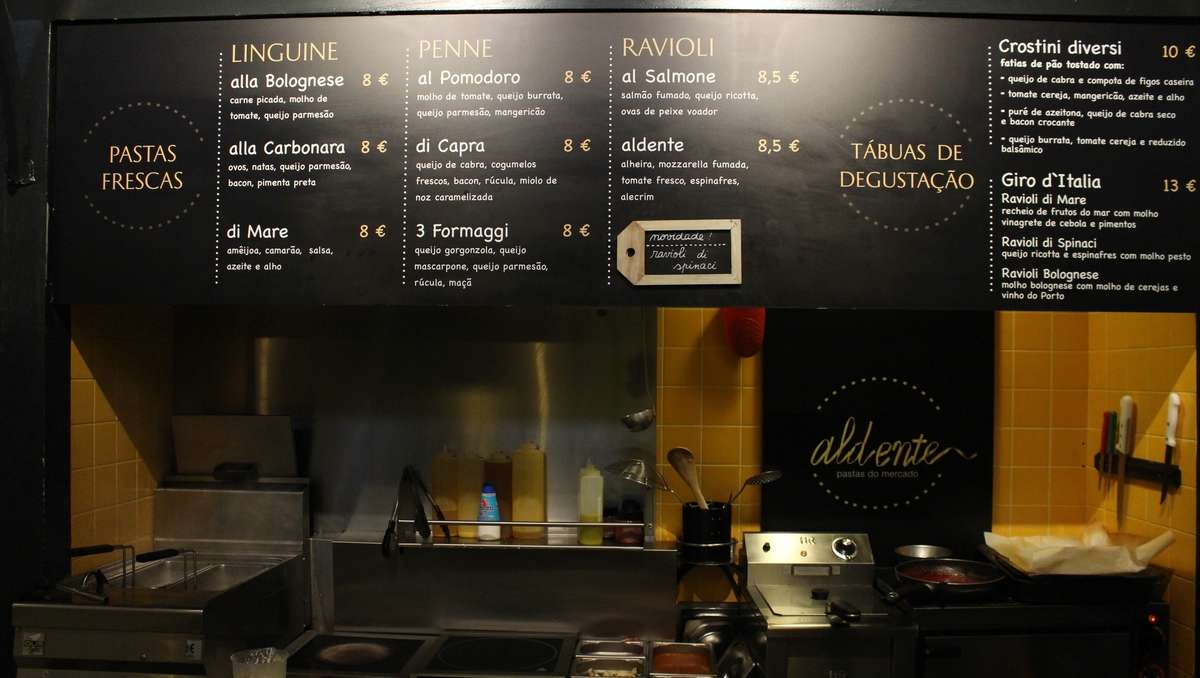 PASTAS
FRESCAS
LINGUINE
alla Bolognese 8 €
carne picada, molho de
tomate, queijo parmesão
alla Carbonara 8 €
ovos, natas, queijo parmesão,
bacon, pimenta preta
di Mare 8 €
amêijoa, camarão, salsa,
azeite e alho
PENNE
al Pomodoro 8 €
molho de tomate, queijo burrata,
queijo parmesão, mangericão
di Capra 8 €
queijo de cabra, cogumelos
frescos, bacon, rúcula, miolo de
noz caramelizada
3 Formaggi 8 €
queijo gorgonzola, queijo
mascarpone, queijo parmesão,
rúcula, maçã
RAVIOLI
al Salmone 8,5 €
salmão fumado, queijo ricotta,
ovas de peixe voador
aldente 8,5 €
alheira, mozzarella fumada,
tomate fresco, espinafres,
alecrim
novidade!
ravioli di
spinaci
TÁBUAS DE
DEGUSTAÇÃO
Crostini diversi 10 €
fatias de pão tostado com:
- queijo de cabra e compota de figos caseira
- tomate cereja, mangericão, azeite e alho
- puré de azeitona, queijo de cabra seco
e bacon crocante
- queijo burrata, tomate cereja e reduzido
balsâmico
Giro d`Italia 13 €
Ravioli di Mare
recheio de frutos do mar com molho
vinagrete de cebola e pimentos
Ravioli di Spinaci
queijo ricotta e espinafres com molho pesto
Ravioli Bolognese
molho bolognese com molho de cerejas e
vinho do Porto
aldente
pastas do mercado